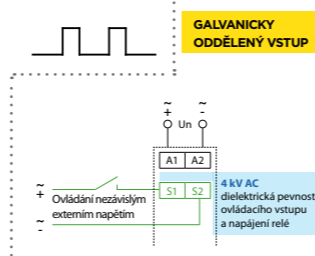 GALVANICKY
ODDĚLENÝ VSTUP
~ ~
+ Un -
A1 A2
S1 S2
4 kV AC
dielektrická pevnost
ovládacího vstupu
a napájení relé
~
+
Ovládání nezávislým
externím napětím
~
-